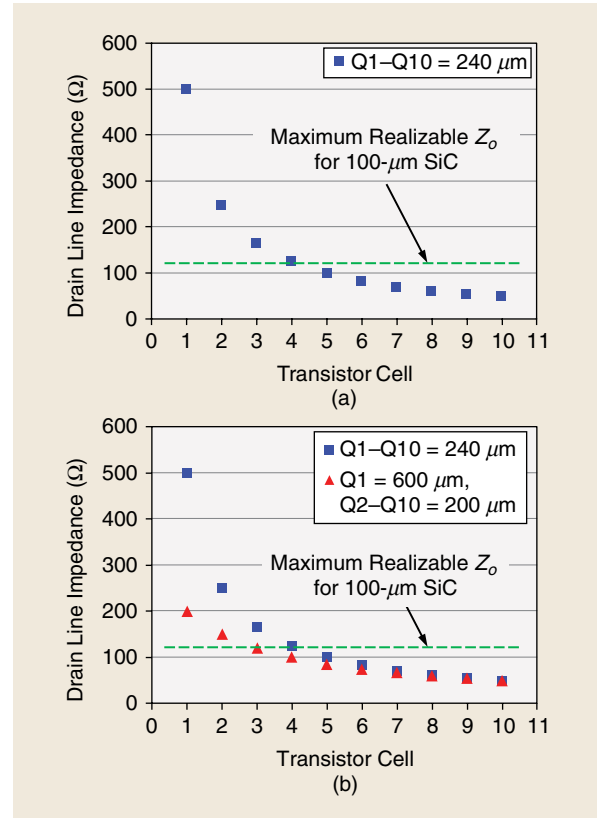 600
500
400
300
200
100
0
Drain Line Impedance (Ω)
Q1–Q10 = 240 μm
Maximum Realizable Zo
for 100-μm SiC
0 1 2 3 4 5 6 7 8 9 10 11
Transistor Cell
(a)
600
500
400
300
200
100
0
Drain Line Impedance (Ω)
Q1–Q10 = 240 μm
Q1 = 600 μm,
Q2–Q10 = 200 μm
Maximum Realizable Zo
for 100-μm SiC
0 1 2 3 4 5 6 7 8 9 10 11
Transistor Cell
(b)